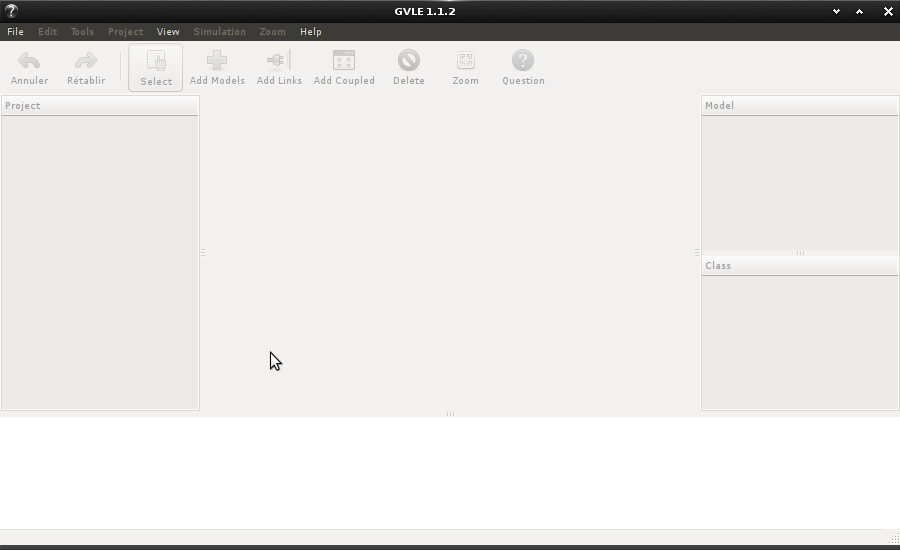 GVLE 1.1.2
File Edit Tools Project View Simulation Zoom Help
Annuler Rétablir Select Add Models Add Links Add Coupled Delete Zoom Question
Project
Model
Class